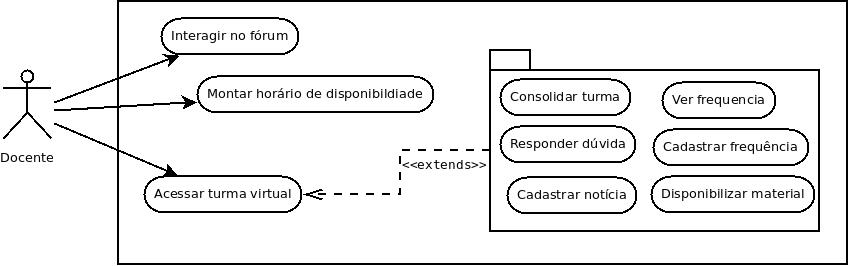 Interagir no fórum
Montar horário de disponibildiade
Docente
Acessar turma virtual
<<extends>>
Consolidar turma
Ver frequencia
Responder dúvida
Cadastrar frequência
Cadastrar notícia
Disponibilizar material